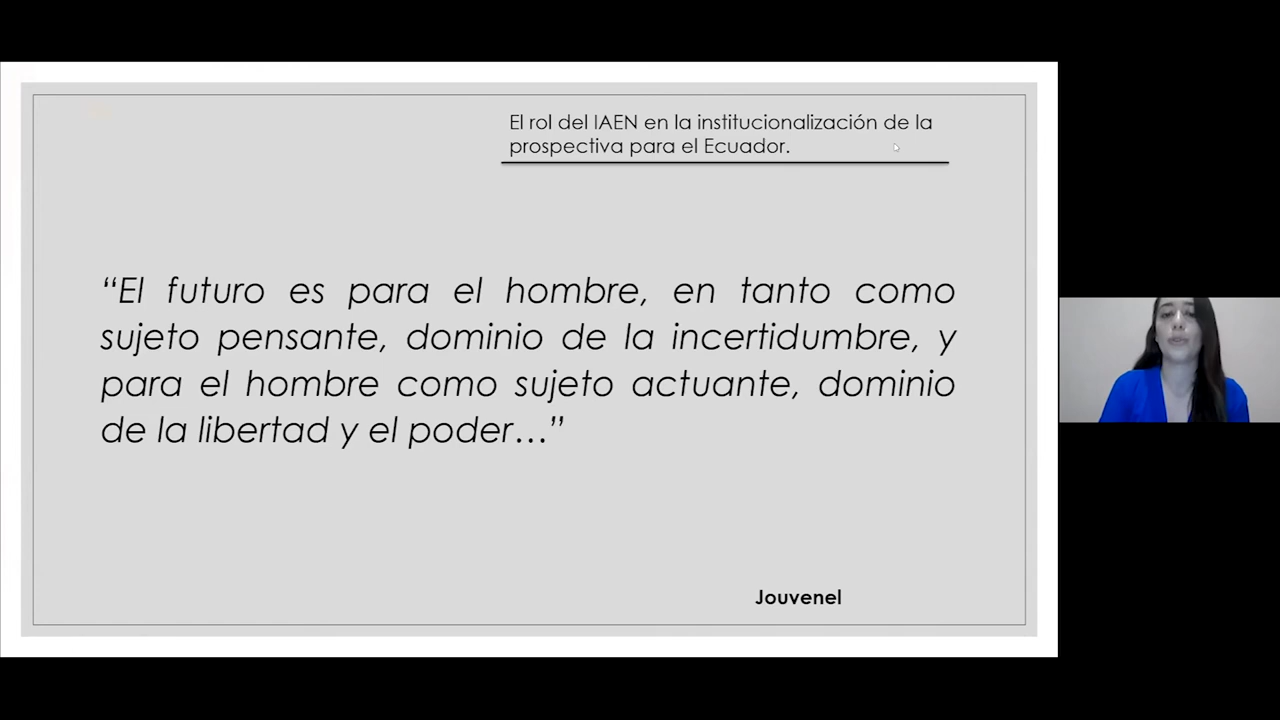 El rol del IAEN en la institucionalización de la
prospectiva para el Ecuador.
“El futuro es para el hombre, en tanto como
sujeto pensante, dominio de la incertidumbre, y
para el hombre como sujeto actuante, dominio
de la libertad y el poder…”
Jouvenel